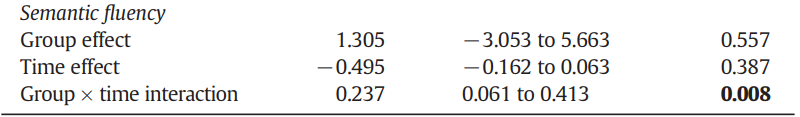 Semantic fluency
Group effect 1.305 −3.053 to 5.663 0.557
Time effect −0.495 −0.162 to 0.063 0.387
Group × time interaction 0.237 0.061 to 0.413 0.008